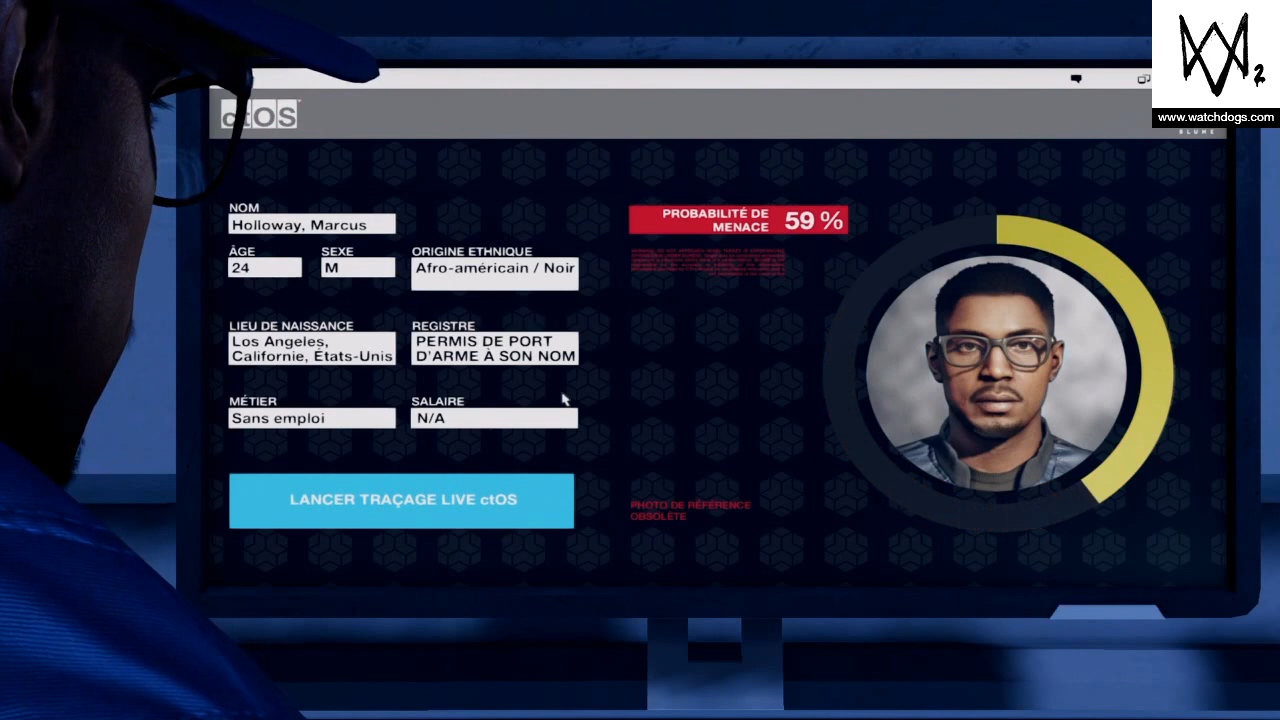 2
www.watchdogs.com
ctOS
BLUME
NOM
Holloway, Marcus
ÂGE
SEXE
ORIGINE ETHNIQUE
24
M
Afro-américain / Noir
LIEU DE NAISSANCE
REGISTRE
Los Angeles,
Californie, États-Unis
PERMIS DE PORT
D'ARME À SON NOM
MÉTIER
SALAIRE
Sans emploi
N/A
LANCER TRAÇAGE LIVE ctOS
PROBABILITÉ DE
MENACE
59 %
PHOTO DE RÉFÉRENCE
OBSOLÈTE